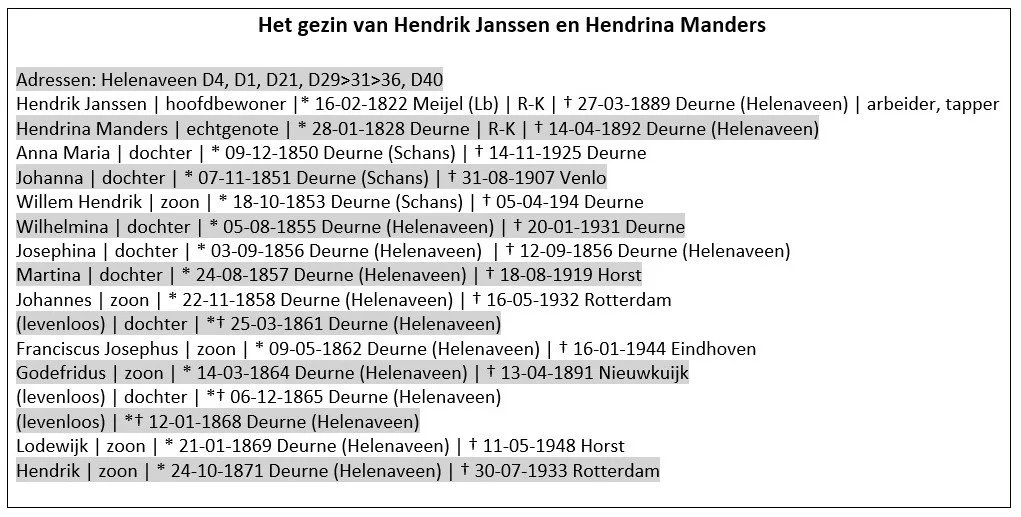 Het gezin van Hendrik Janssen en Hendrina Manders
Adressen: Helenaveen D4, D1, D21, D29>31>36, D40
Hendrik Janssen | hoofdbewoner |* 16-02-1822 Meijel (Lb) | R-K | † 27-03-1889 Deurne (Helenaveen) | arbeider, tapper
Hendrina Manders | echtgenote | * 28-01-1828 Deurne | R-K | † 14-04-1892 Deurne (Helenaveen)
Anna Maria | dochter | * 09-12-1850 Deurne (Schans) | † 14-11-1925 Deurne
Johanna | dochter | * 07-11-1851 Deurne (Schans) | † 31-08-1907 Venlo
Willem Hendrik | zoon | * 18-10-1853 Deurne (Schans) | † 05-04-194 Deurne
Wilhelmina | dochter | * 05-08-1855 Deurne (Helenaveen) | † 20-01-1931 Deurne
Josephina | dochter | * 03-09-1856 Deurne (Helenaveen) | † 12-09-1856 Deurne (Helenaveen)
Martina | dochter | * 24-08-1857 Deurne (Helenaveen) | † 18-08-1919 Horst
Johannes | zoon | * 22-11-1858 Deurne (Helenaveen) | † 16-05-1932 Rotterdam
(levenloos) | dochter | *† 25-03-1861 Deurne (Helenaveen)
Franciscus Josephus | zoon | * 09-05-1862 Deurne (Helenaveen) | † 16-01-1944 Eindhoven
Godefridus | zoon | * 14-03-1864 Deurne (Helenaveen) | † 13-04-1891 Nieuwkuijk
(levenloos) | dochter | *† 06-12-1865 Deurne (Helenaveen)
(levenloos) | *† 12-01-1868 Deurne (Helenaveen)
Lodewijk | zoon | * 21-01-1869 Deurne (Helenaveen) | † 11-05-1948 Horst
Hendrik | zoon | * 24-10-1871 Deurne (Helenaveen) | † 30-07-1933 Rotterdam